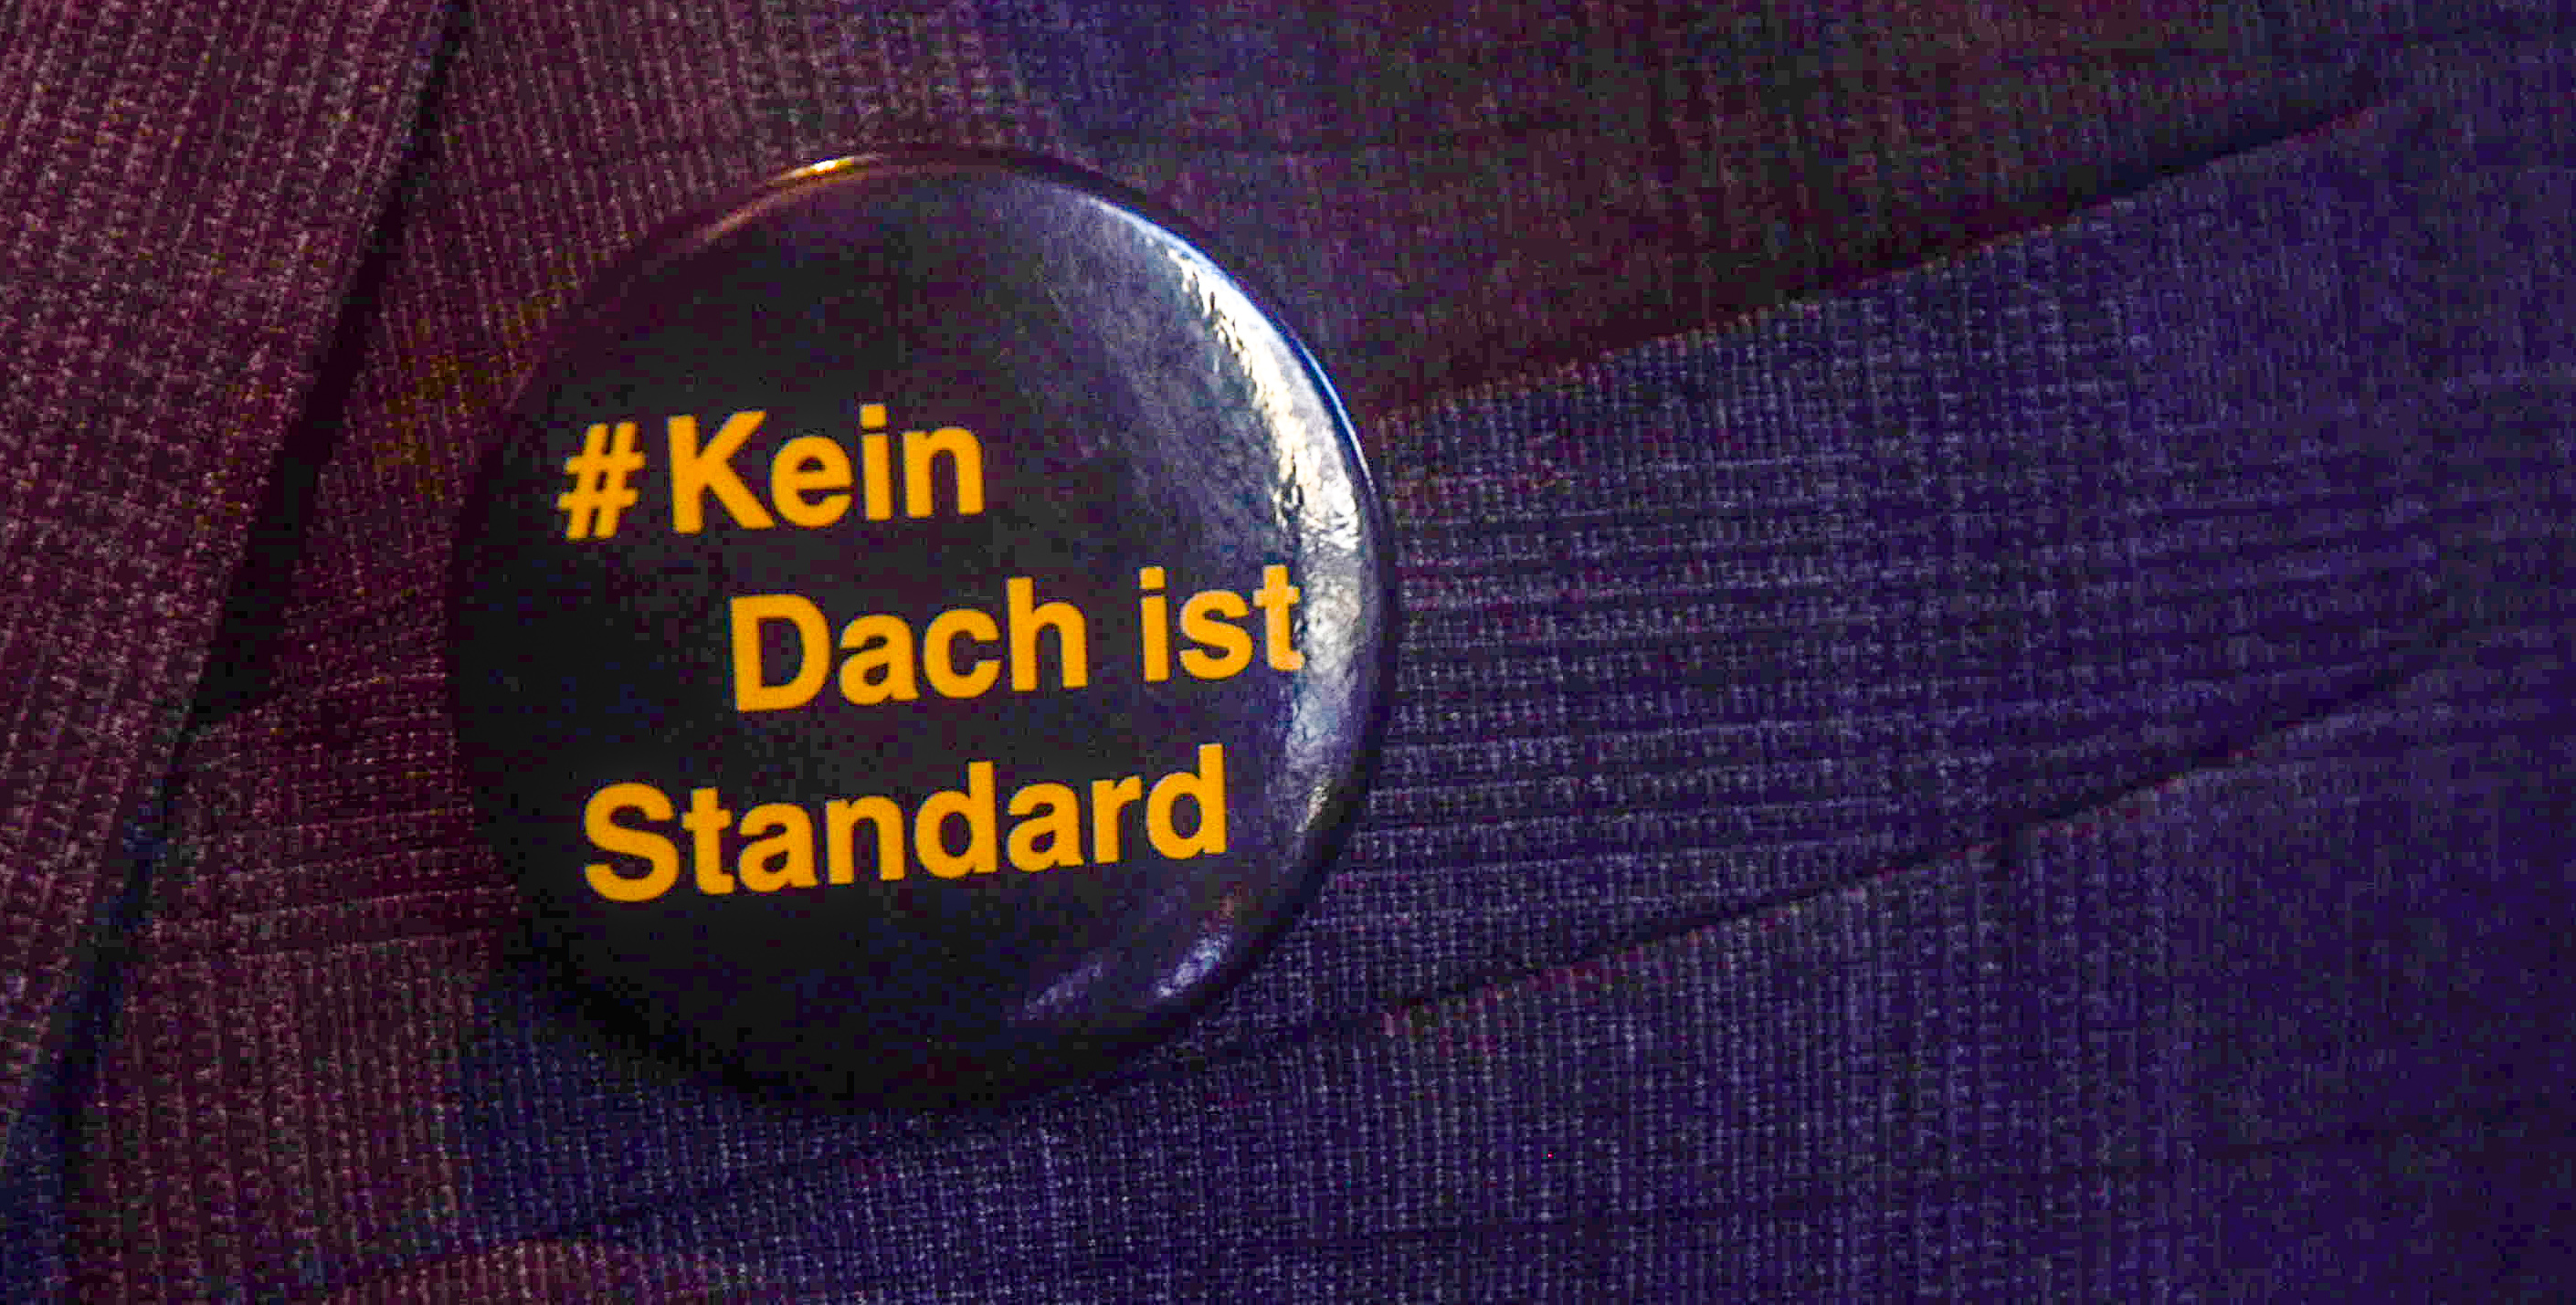 #Kein
Dach ist
Standard